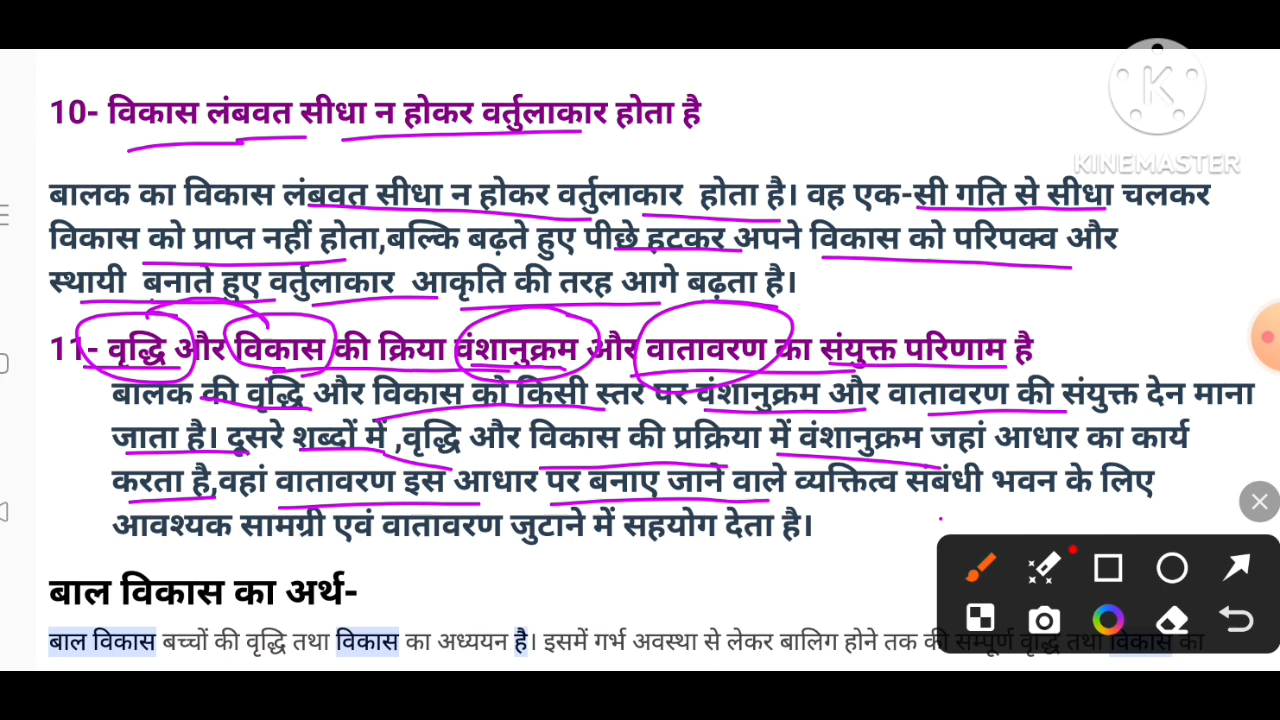 10- विकास लंबवत सीधा न होकर वर्तुलाकार होता है
KINEMASTER
बालक का विकास लंबवत सीधा न होकर वर्तुलाकार होता है। वह एक-सी गति से सीधा चलकर
विकास को प्राप्त नहीं होता,बल्कि बढ़ते हुए पीछे हटकर अपने विकास को परिपक्व और
स्थायी बनाते हुए वर्तुलाकार आकृति की तरह आगे बढ़ता है।
11- वृद्धि और विकास की क्रिया वंशानुक्रम और वातावरण का संयुक्त परिणाम है
बालक की वृद्धि और विकास को किसी स्तर पर वंशानुक्रम और वातावरण की संयुक्त देन माना
जाता है। दूसरे शब्दों में ,वृद्धि और विकास की प्रक्रिया में वंशानुक्रम जहां आधार का कार्य
करता है,वहां वातावरण इस आधार पर बनाए जाने वाले व्यक्तित्व संबंधी भवन के लिए
आवश्यक सामग्री एवं वातावरण जुटाने में सहयोग देता है।
बाल विकास का अर्थ-
बाल विकास बच्चों की वृद्धि तथा विकास का अध्ययन है। इसमें गर्भ अवस्था से लेकर बालिग होने तक की सम्पूर्ण वृद्धि तथा विकास का